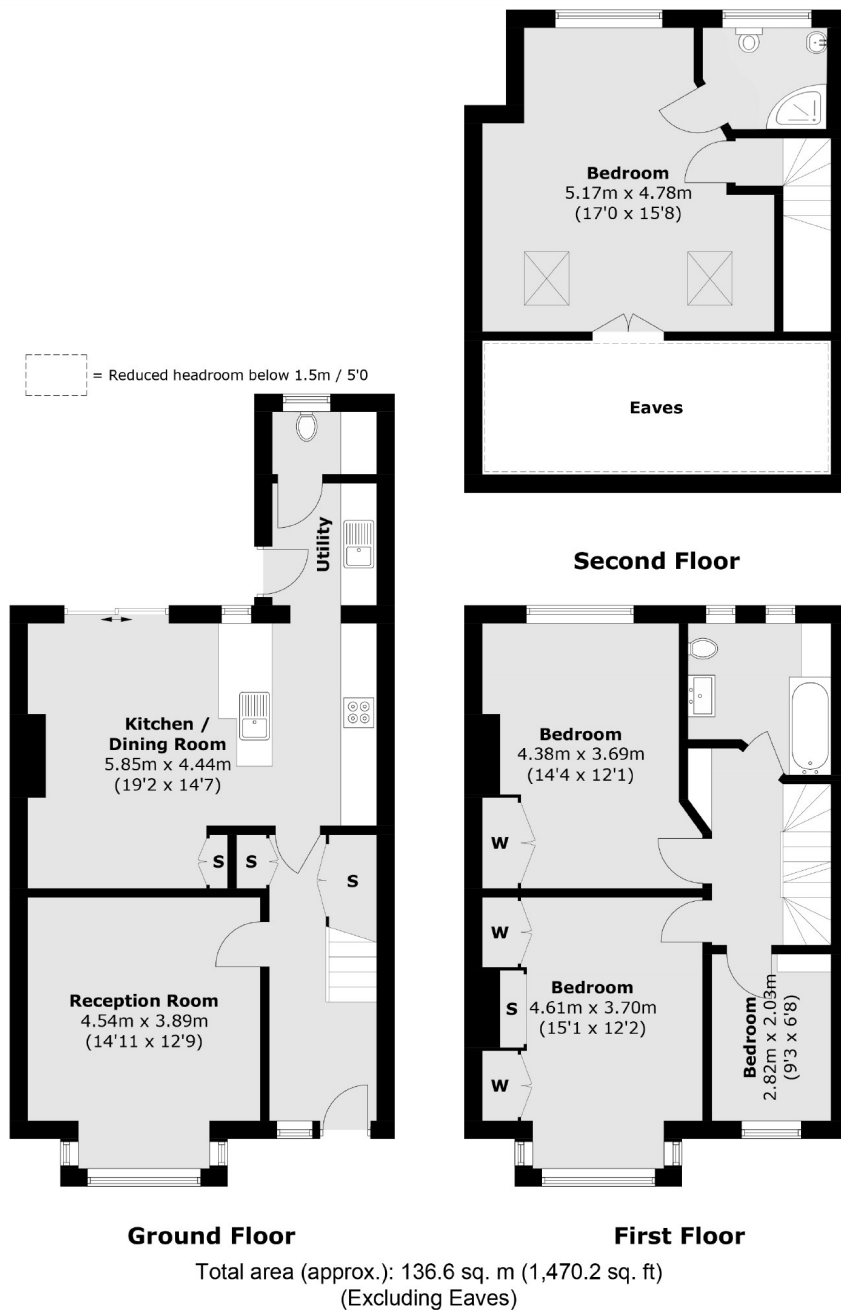 Bedroom
5.17m x 4.78m
(17'0 x 15'8)
= Reduced headroom below 1.5m / 5'0
Eaves
Second Floor
Utility
Kitchen /
Dining Room
5.85m x 4.44m
(19'2 x 14'7)
S
S
S
Reception Room
4.54m x 3.89m
(14'11 x 12'9)
Ground Floor
Bedroom
4.38m x 3.69m
(14'4 x 12'1)
W
W
Bedroom
4.61m x 3.70m
(15'1 x 12'2)
S
W
Bedroom
2.82m x 2.03m
(9'3 x 6'8)
First Floor
Total area (approx.): 136.6 sq. m (1,470.2 sq. ft)
(Excluding Eaves)